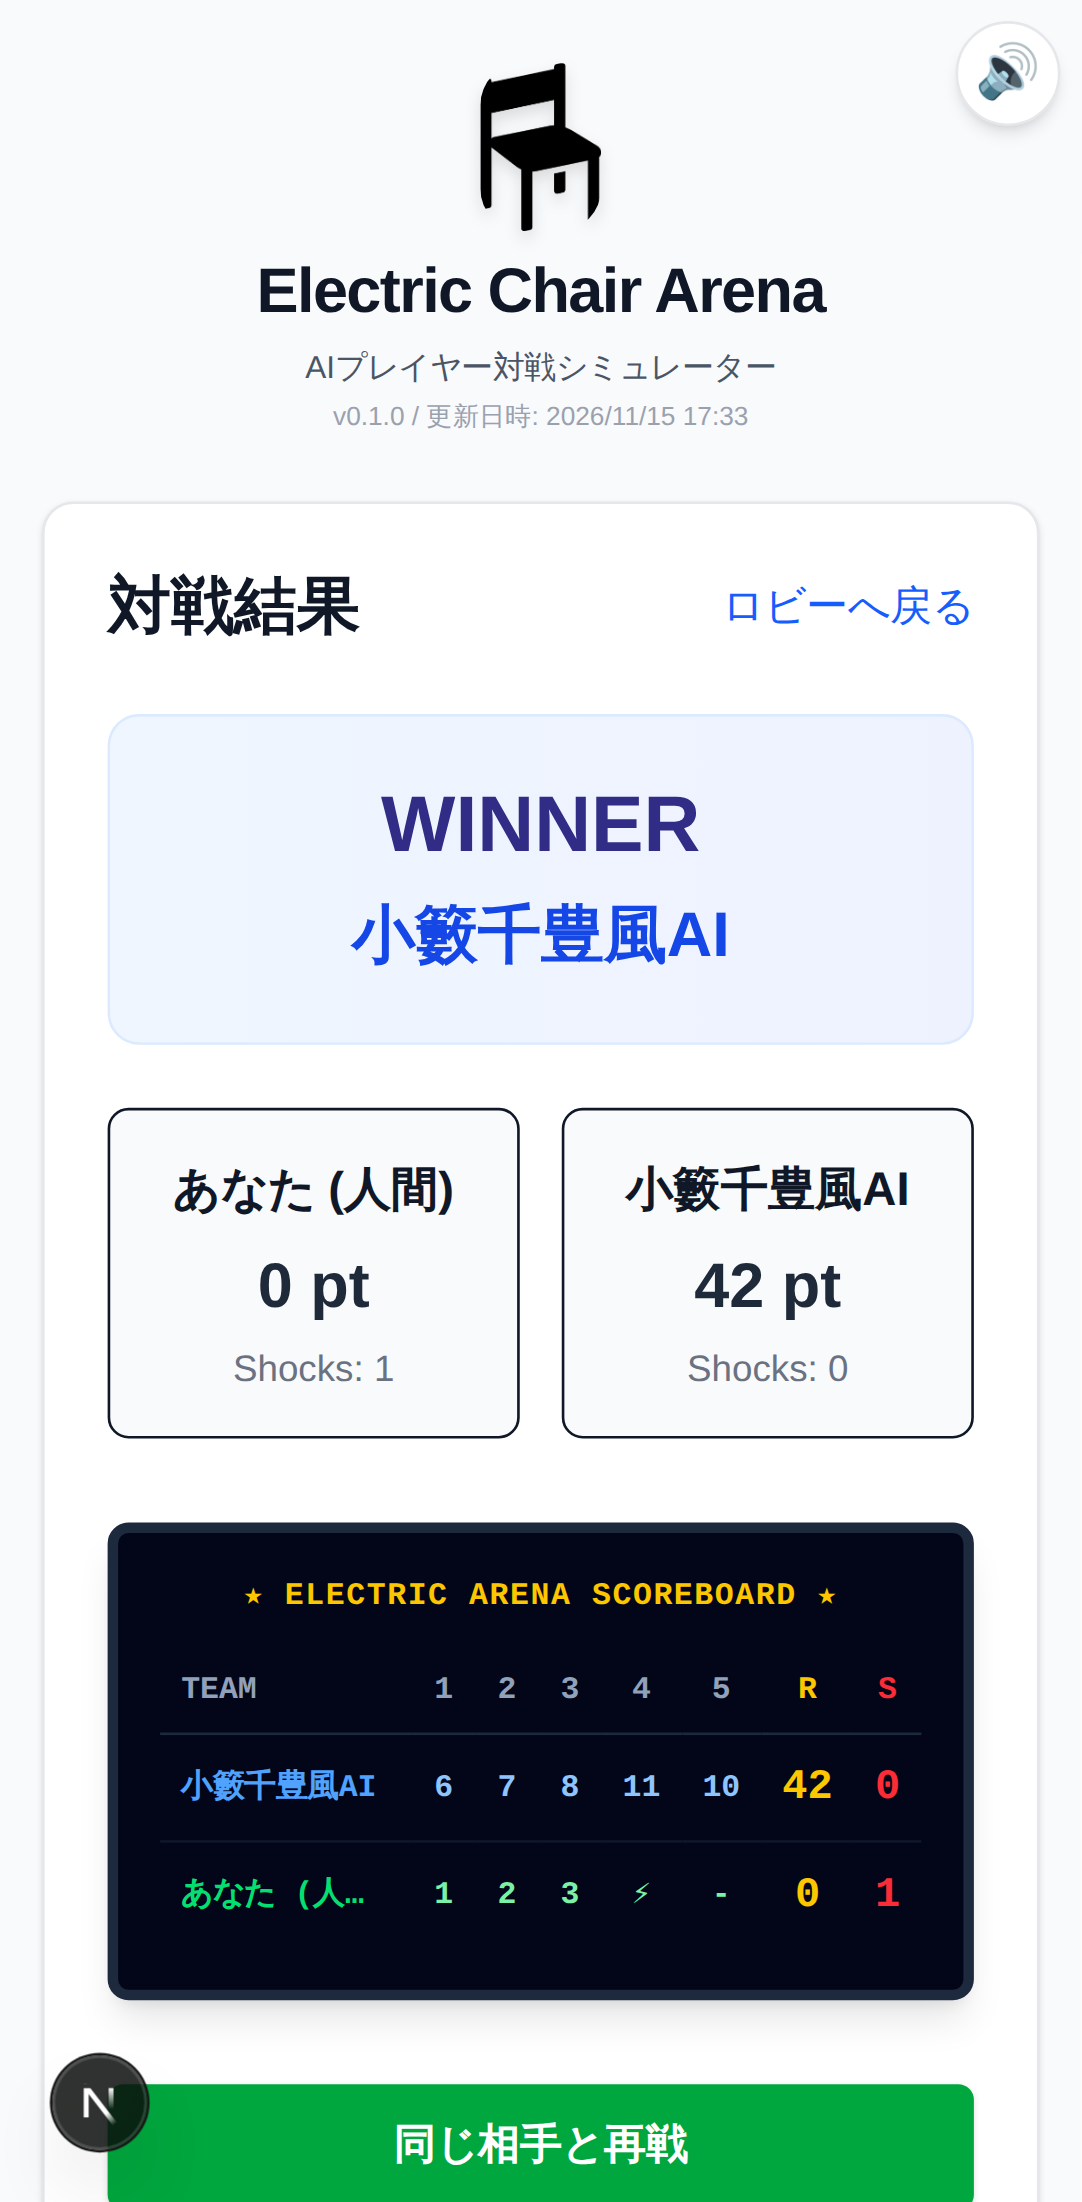 Electric Chair Arena
AIプレイヤー対戦シミュレーター
v0.1.0 / 更新日時: 2026/11/15 17:33
対戦結果
ロビーへ戻る
WINNER
小籔千豊風AI
あなた (人間)
0 pt
Shocks: 1
小籔千豊風AI
42 pt
Shocks: 0
★ ELECTRIC ARENA SCOREBOARD ★
TEAM 1 2 3 4 5 R S
小籔千豊風AI 6 7 8 11 10 42 0
あなた (人… 1 2 3 ⚡ - 0 1
N
同じ相手と再戦